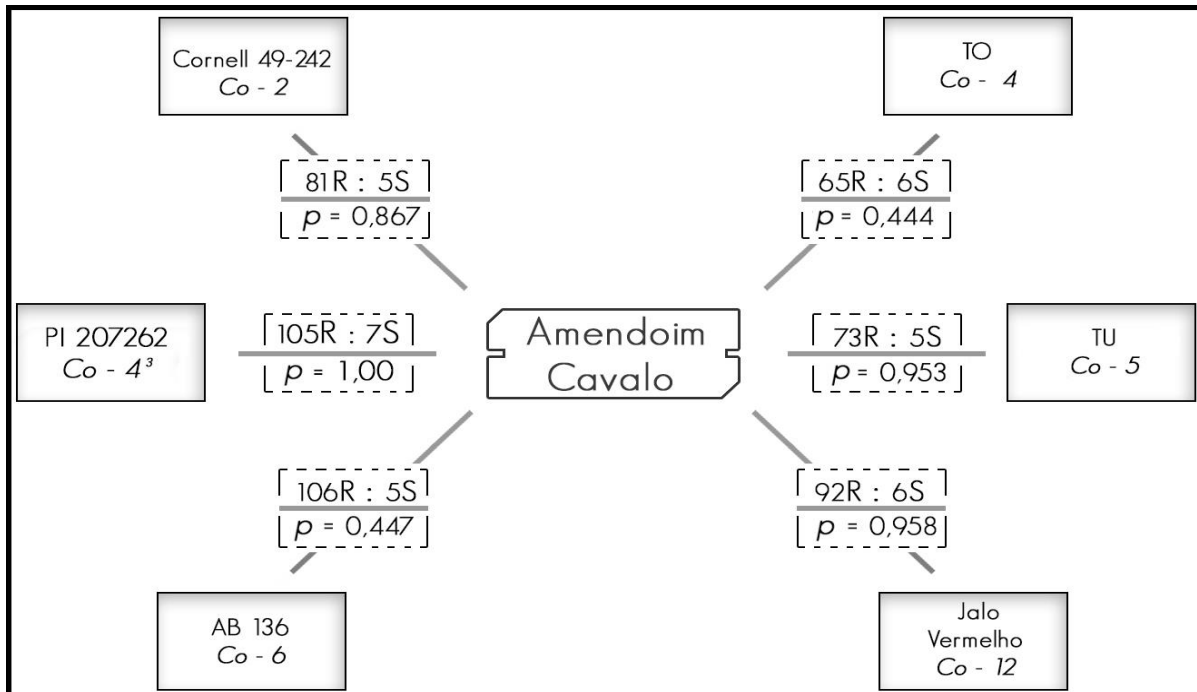 Cornell 49-242
Co - 2
TO
Co - 4
81R : 5S
p = 0,867
65R : 6S
p = 0,444
PI 207262
Co - 4³
105R : 7S
p = 1,00
Amendoim
Cavalo
73R : 5S
p = 0,953
TU
Co - 5
106R : 5S
p = 0,447
92R : 6S
p = 0,958
AB 136
Co - 6
Jalo
Vermelho
Co - 12